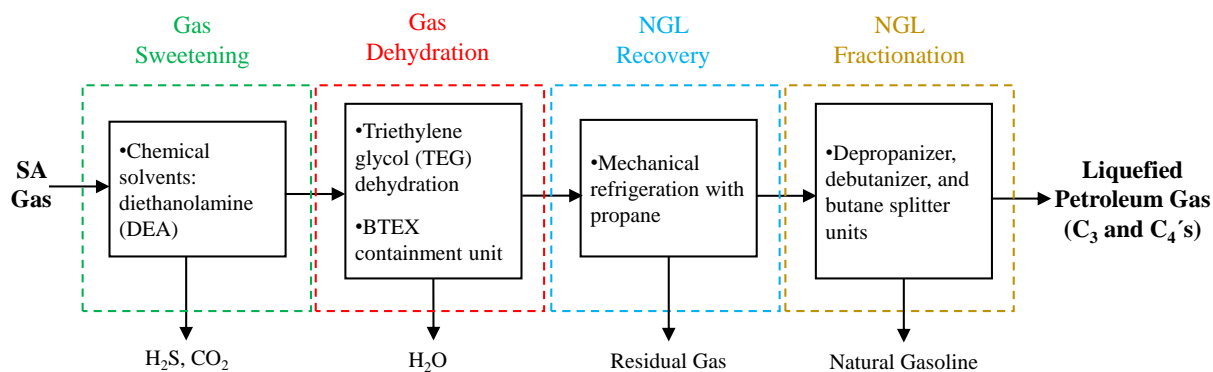 Gas
Sweetening
Gas
Dehydration
NGL
Recovery
NGL
Fractionation
SA
Gas
•Chemical
solvents:
diethanolamine
(DEA)
•Triethylene
glycol (TEG)
dehydration
•BTEX
containment unit
•Mechanical
refrigeration with
propane
•Depropanizer,
debutanizer, and
butane splitter
units
Liquefied
Petroleum Gas
(C₃ and C₄´s)
H₂S, CO₂
H₂O
Residual Gas
Natural Gasoline